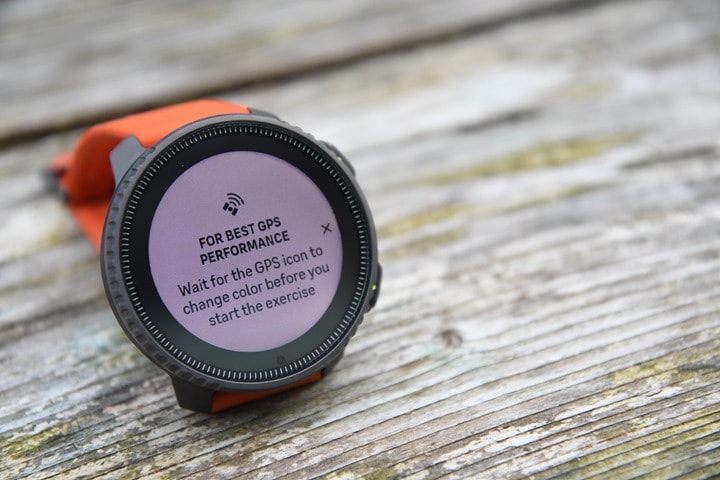 FOR BEST GPS
PERFORMANCE
Wait for the GPS icon to
change color before you
start the exercise